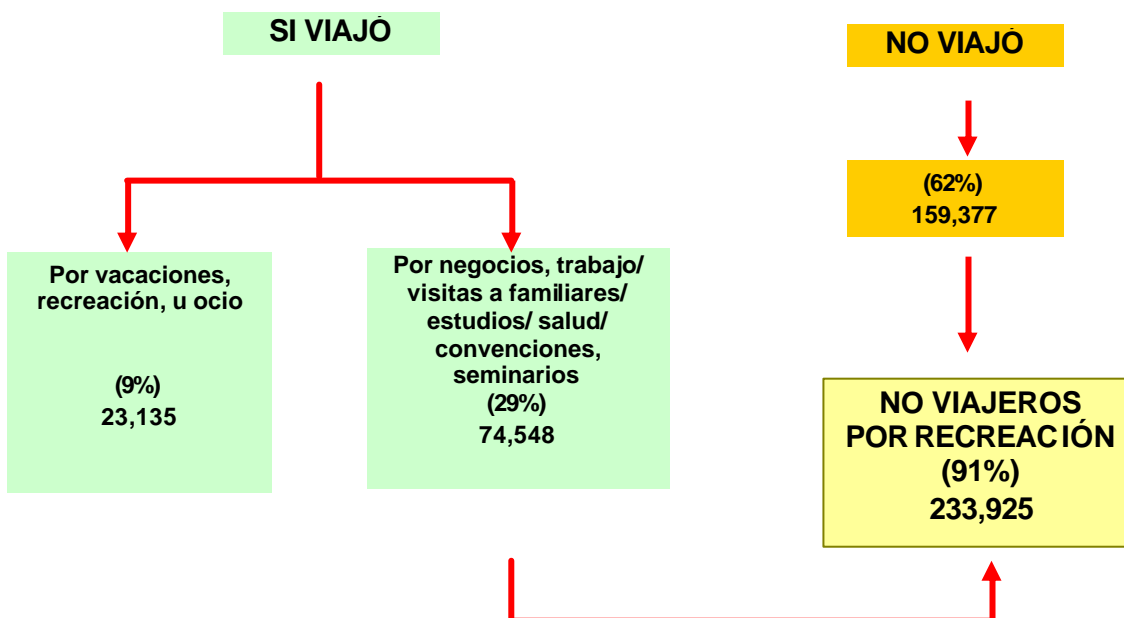 SI VIAJÓ
NO VIAJÓ
(62%)
159,377
Por vacaciones,
recreación, u ocio
(9%)
23,135
Por negocios, trabajo/
visitas a familiares/
estudios/ salud/
convenciones,
seminarios
(29%)
74,548
NO VIAJEROS
POR RECREACIÓN
(91%)
233,925